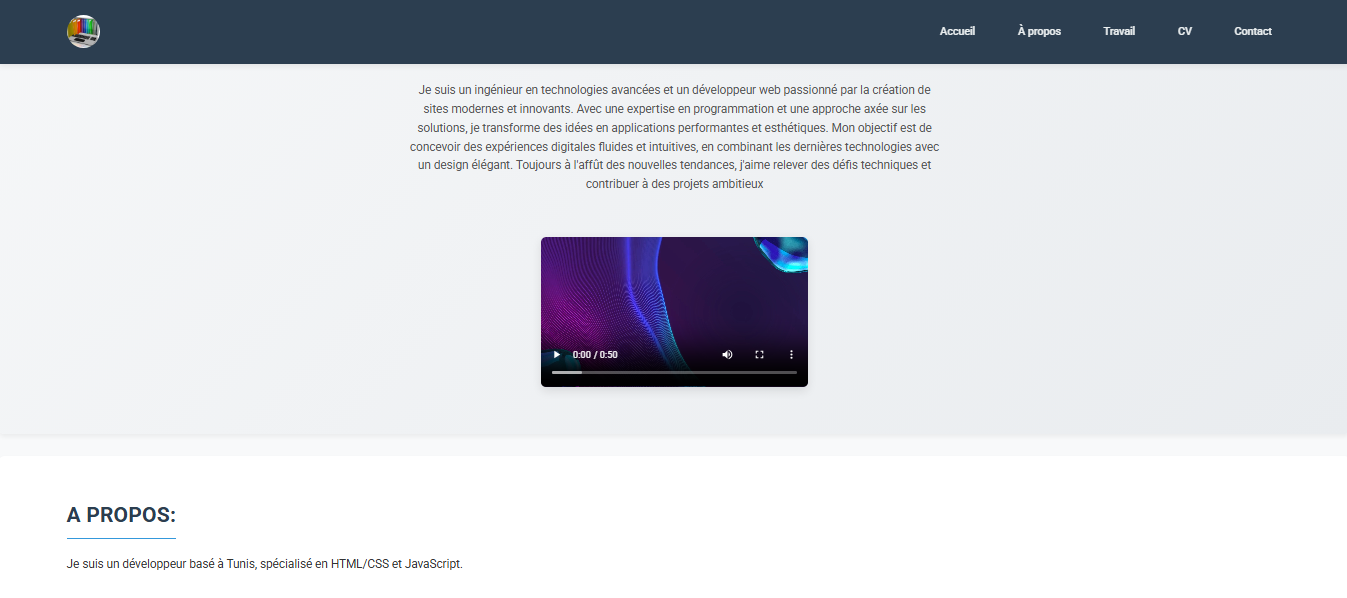 Accueil À propos Travail CV Contact
Je suis un ingénieur en technologies avancées et un développeur web passionné par la création de
sites modernes et innovants. Avec une expertise en programmation et une approche axée sur les
solutions, je transforme des idées en applications performantes et esthétiques. Mon objectif est de
concevoir des expériences digitales fluides et intuitives, en combinant les dernières technologies avec
un design élégant. Toujours à l'affût des nouvelles tendances, j'aime relever des défis techniques et
contribuer à des projets ambitieux
0:00 / 0:50
A PROPOS:
Je suis un développeur basé à Tunis, spécialisé en HTML/CSS et JavaScript.